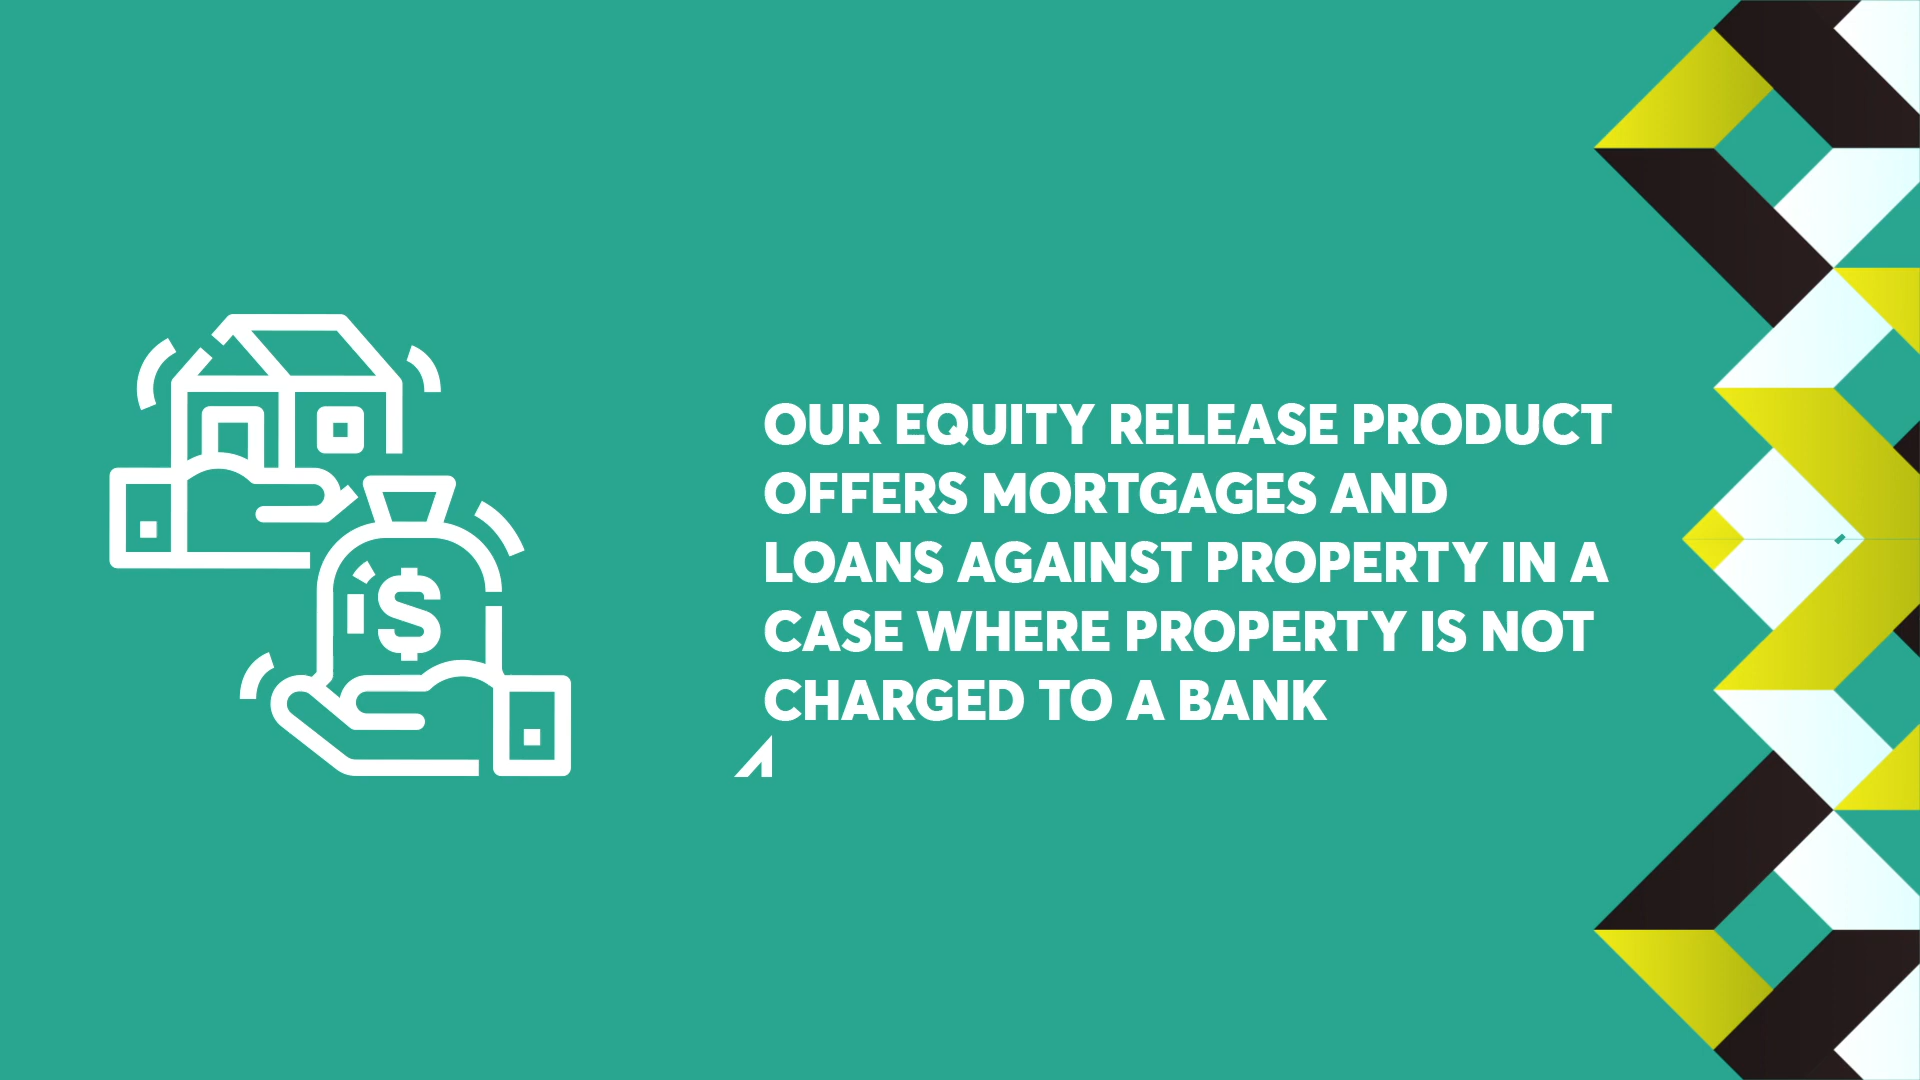 OUR EQUITY RELEASE PRODUCT
OFFERS MORTGAGES AND
LOANS AGAINST PROPERTY IN A
CASE WHERE PROPERTY IS NOT
CHARGED TO A BANK
$